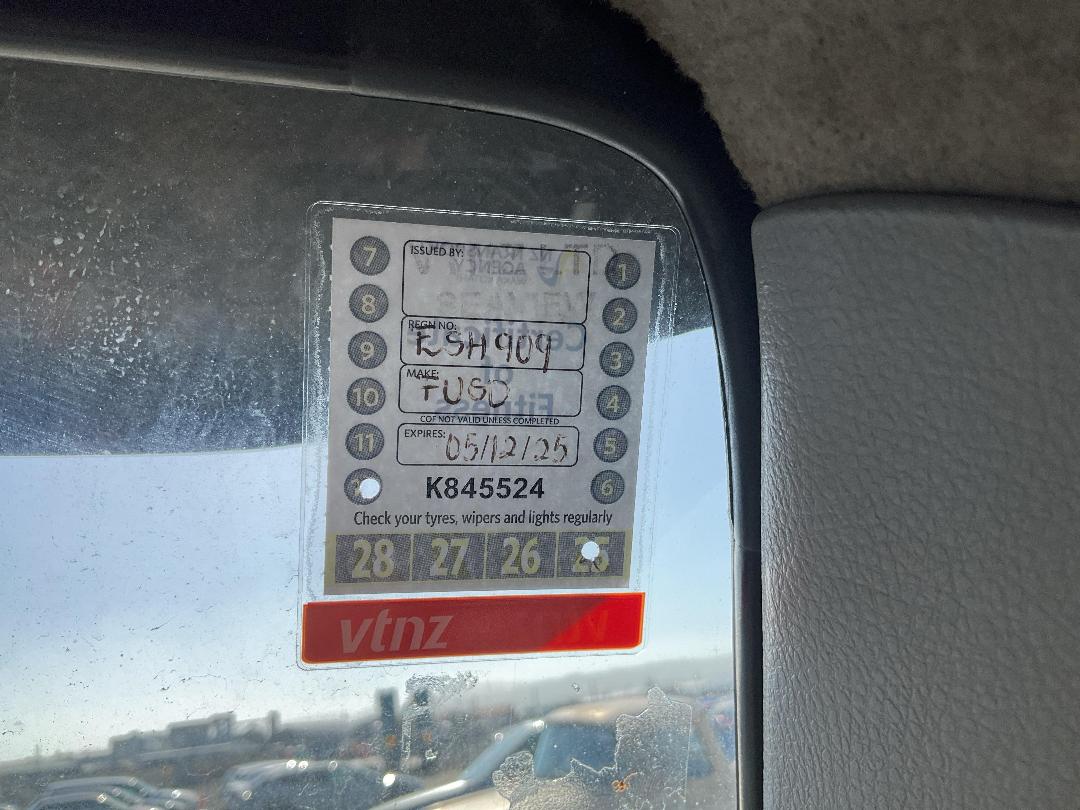 7
ISSUED BY:
1
8
2
REGN NO:
KSH909
9
3
MAKE:
FUSO
10
4
COF NOT VALID UNLESS COMPLETED
11
EXPIRES: 05/12/25
5
K845524
6
Check your tyres, wipers and lights regularly
28 27 26 25
vtnz